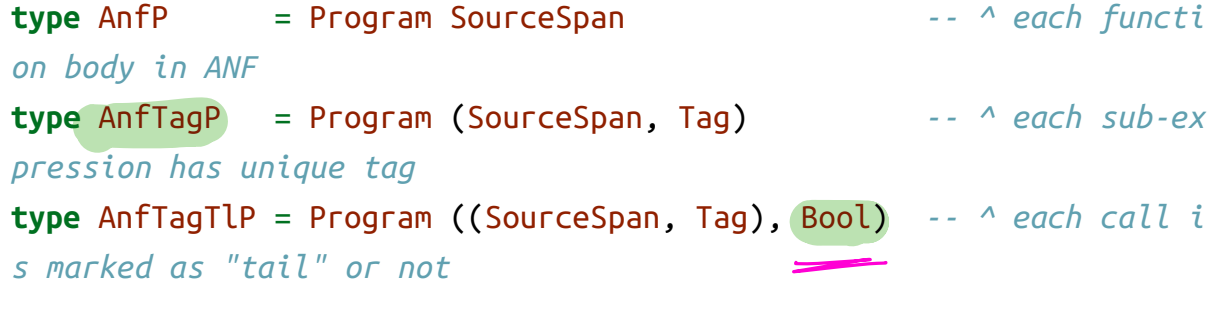 type AnfP      = Program SourceSpan                    -- ^ each functi
on body in ANF
type AnfTagP   = Program (SourceSpan, Tag)             -- ^ each sub-ex
pression has unique tag
type AnfTagTlP = Program ((SourceSpan, Tag), Bool)  -- ^ each call i
s marked as "tail" or not